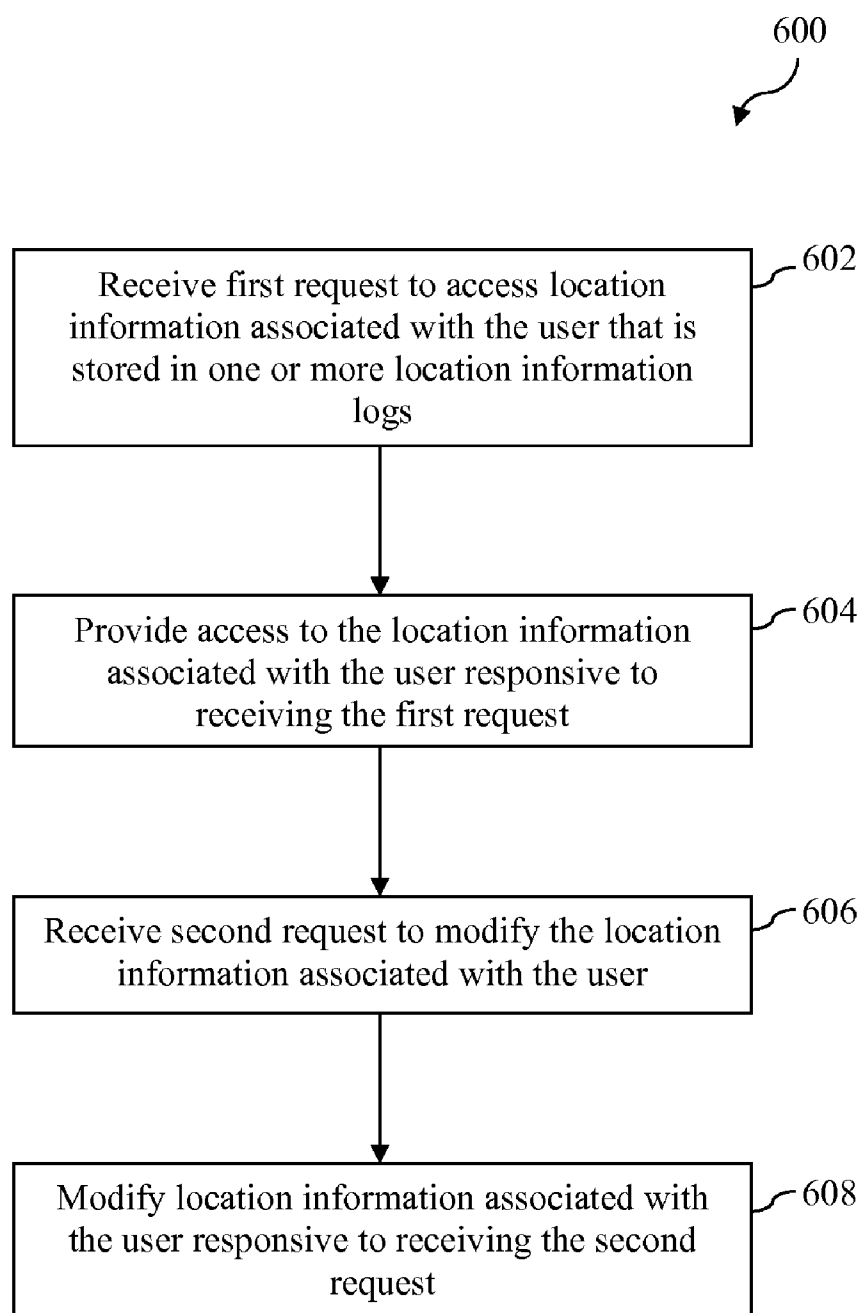 600
602
Receive first request to access location
information associated with the user that is
stored in one or more location information
logs
604
Provide access to the location information
associated with the user responsive to
receiving the first request
606
Receive second request to modify the location
information associated with the user
608
Modify location information associated with
the user responsive to receiving the second
request